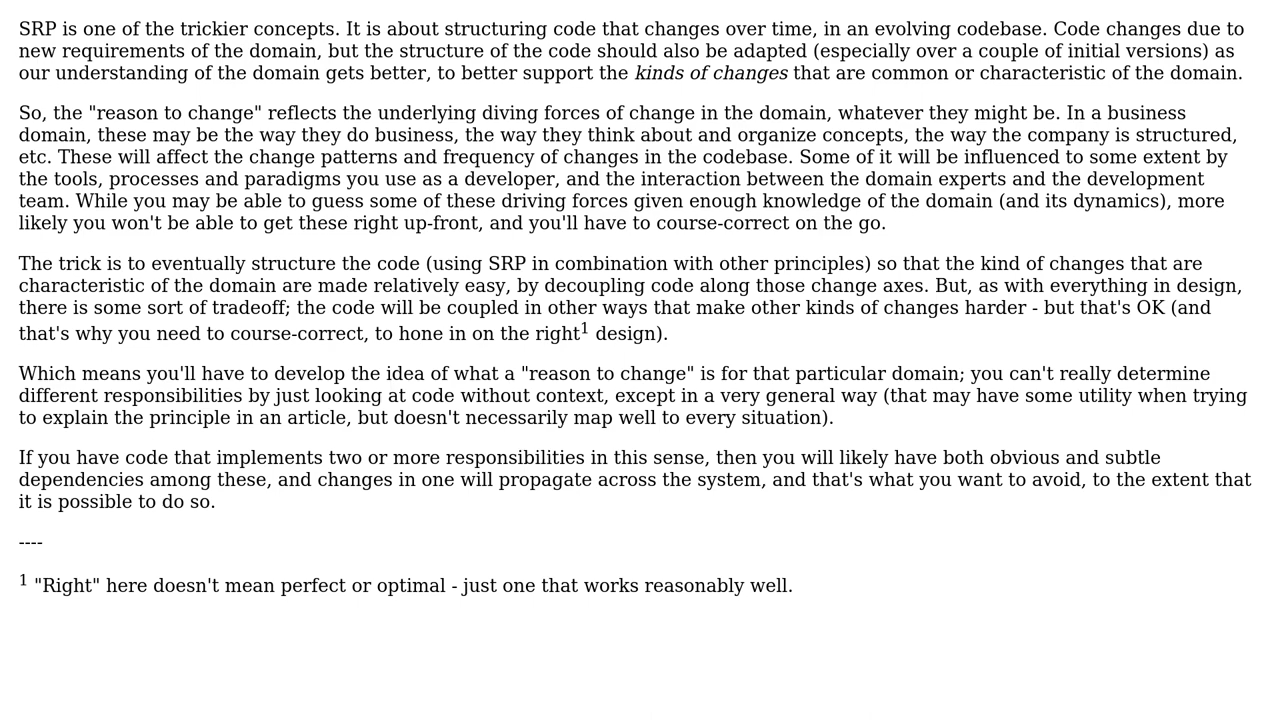 SRP is one of the trickier concepts. It is about structuring code that changes over time, in an evolving codebase. Code changes due to
new requirements of the domain, but the structure of the code should also be adapted (especially over a couple of initial versions) as
our understanding of the domain gets better, to better support the kinds of changes that are common or characteristic of the domain.
So, the "reason to change" reflects the underlying diving forces of change in the domain, whatever they might be. In a business
domain, these may be the way they do business, the way they think about and organize concepts, the way the company is structured,
etc. These will affect the change patterns and frequency of changes in the codebase. Some of it will be influenced to some extent by
the tools, processes and paradigms you use as a developer, and the interaction between the domain experts and the development
team. While you may be able to guess some of these driving forces given enough knowledge of the domain (and its dynamics), more
likely you won't be able to get these right up-front, and you'll have to course-correct on the go.
The trick is to eventually structure the code (using SRP in combination with other principles) so that the kind of changes that are
characteristic of the domain are made relatively easy, by decoupling code along those change axes. But, as with everything in design,
there is some sort of tradeoff; the code will be coupled in other ways that make other kinds of changes harder - but that's OK (and
that's why you need to course-correct, to hone in on the right1 design).
Which means you'll have to develop the idea of what a "reason to change" is for that particular domain; you can't really determine
different responsibilities by just looking at code without context, except in a very general way (that may have some utility when trying
to explain the principle in an article, but doesn't necessarily map well to every situation).
If you have code that implements two or more responsibilities in this sense, then you will likely have both obvious and subtle
dependencies among these, and changes in one will propagate across the system, and that's what you want to avoid, to the extent that
it is possible to do so.
----
1 "Right" here doesn't mean perfect or optimal - just one that works reasonably well.